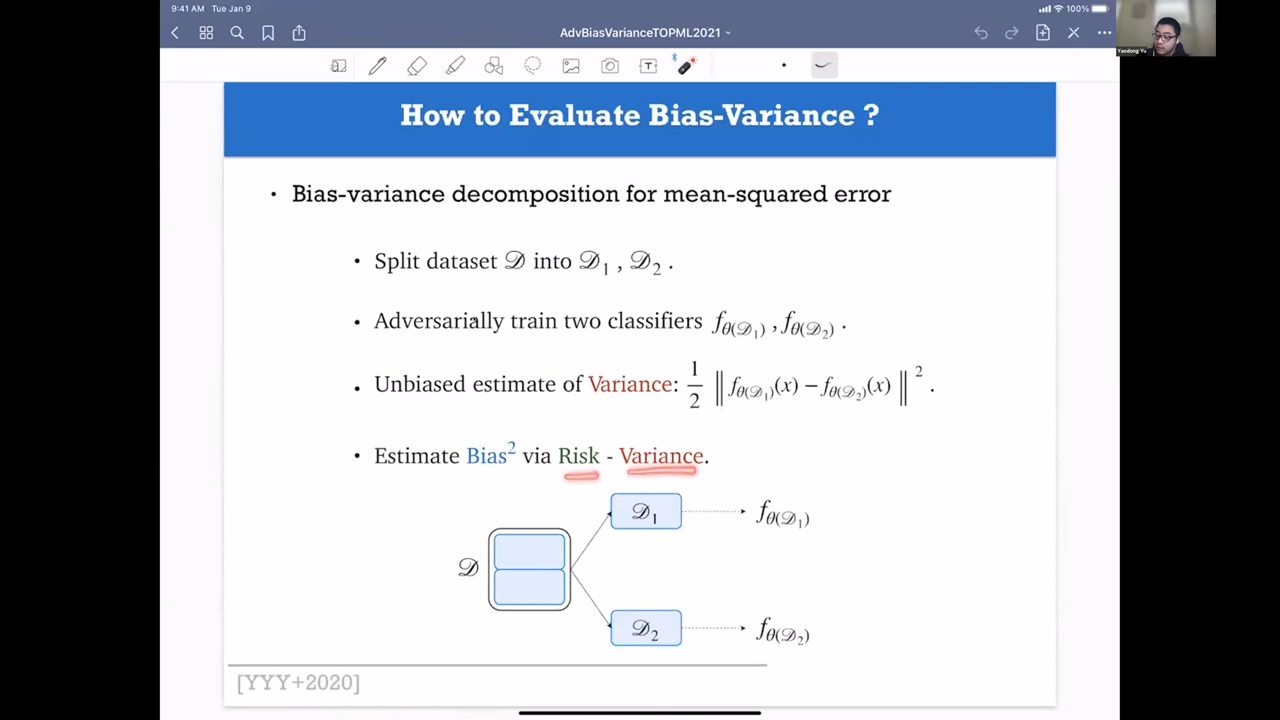 9:41 AM Tue Jan 9
100%
AdvBiasVarianceTOPML2021
Yaodong Yu
How to Evaluate Bias-Variance ?
• Bias-variance decomposition for mean-squared error
• Split dataset 𝒟 into 𝒟₁ , 𝒟₂ .
• Adversarially train two classifiers f_θ(𝒟₁) , f_θ(𝒟₂) .
• Unbiased estimate of Variance: 1/2 ‖ f_θ(𝒟₁)(x) − f_θ(𝒟₂)(x) ‖² .
• Estimate Bias² via Risk - Variance.
𝒟₁ f_θ(𝒟₁)
𝒟
𝒟₂ f_θ(𝒟₂)
[YYY+2020]